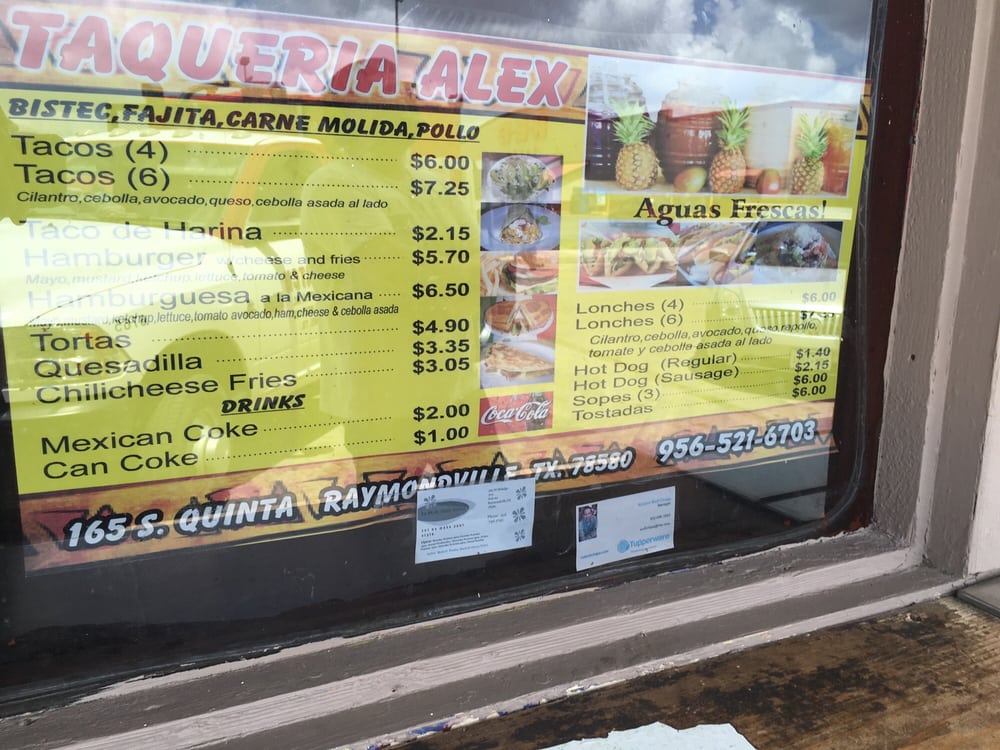 TAQUERIA ALEX
BISTEC,FAJITA,CARNE MOLIDA,POLLO
Tacos (4) $6.00
Tacos (6) $7.25
Cilantro,cebolla,avocado,queso,cebolla asada al lado
Taco de Harina $2.15
Hamburger w/cheese and fries $5.70
Mayo,mustard,ketchup,lettuce,tomato & cheese
Hamburguesa a la Mexicana $6.50
Mayo,mustard,ketchup,lettuce,tomato avocado,ham,cheese & cebolla asada
Tortas $4.90
Quesadilla $3.35
Chilicheese Fries $3.05
DRINKS
Mexican Coke $2.00
Can Coke $1.00
Coca-Cola
Aguas Frescas!
Lonches (4) $6.00
Lonches (6)
Cilantro,cebolla,avocado,queso,repollo,
tomate y cebolla asada al lado
Hot Dog (Regular) $1.40
Hot Dog (Sausage) $2.15
Sopes (3) $6.00
Tostadas $6.00
165 S. QUINTA RAYMONDVILLE TX. 78580 956-521-6703
Tupperware